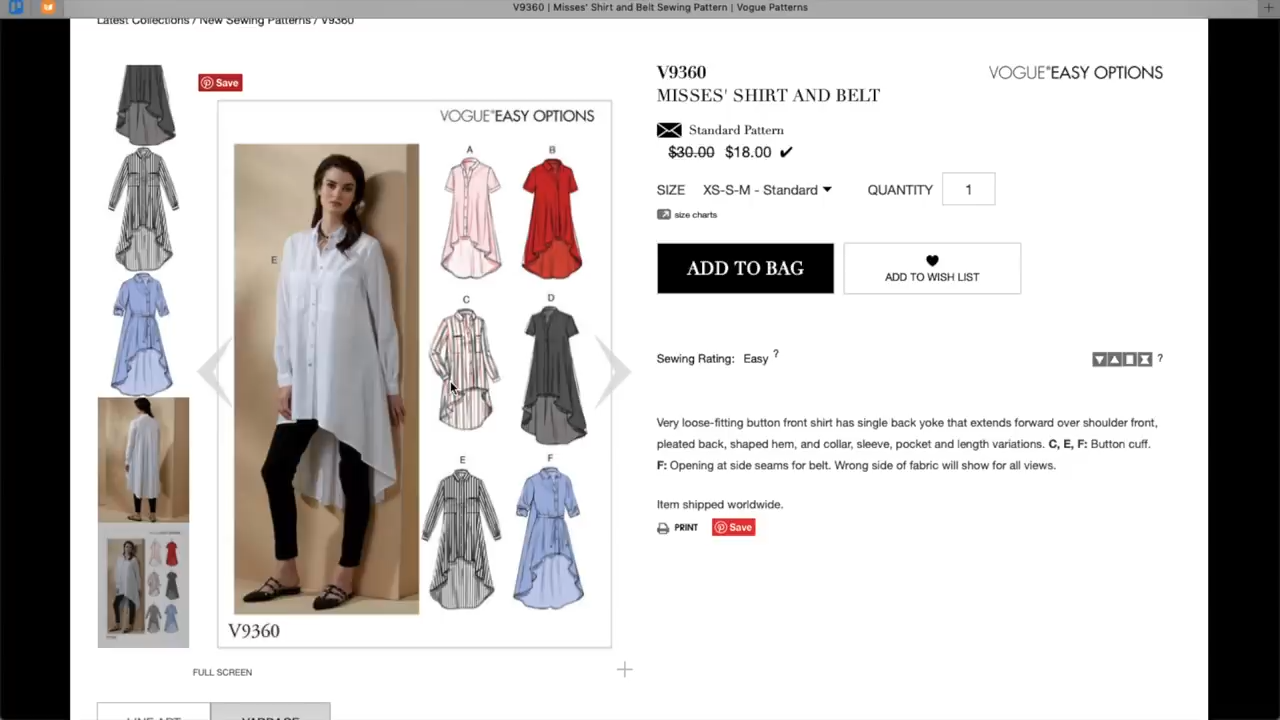 V9360 | Misses' Shirt and Belt Sewing Pattern | Vogue Patterns
Latest Collections / New Sewing Patterns / V9360
Save
VOGUE®EASY OPTIONS
A
B
E
C
D
E
F
V9360
FULL SCREEN
LINE ART
YARDAGE
V9360
VOGUE®EASY OPTIONS
MISSES' SHIRT AND BELT
Standard Pattern
$30.00 $18.00 ✔
SIZE XS-S-M - Standard QUANTITY 1
size charts
ADD TO BAG
ADD TO WISH LIST
Sewing Rating: Easy ?
?
Very loose-fitting button front shirt has single back yoke that extends forward over shoulder front,
pleated back, shaped hem, and collar, sleeve, pocket and length variations. C, E, F: Button cuff.
F: Opening at side seams for belt. Wrong side of fabric will show for all views.
Item shipped worldwide.
PRINT Save